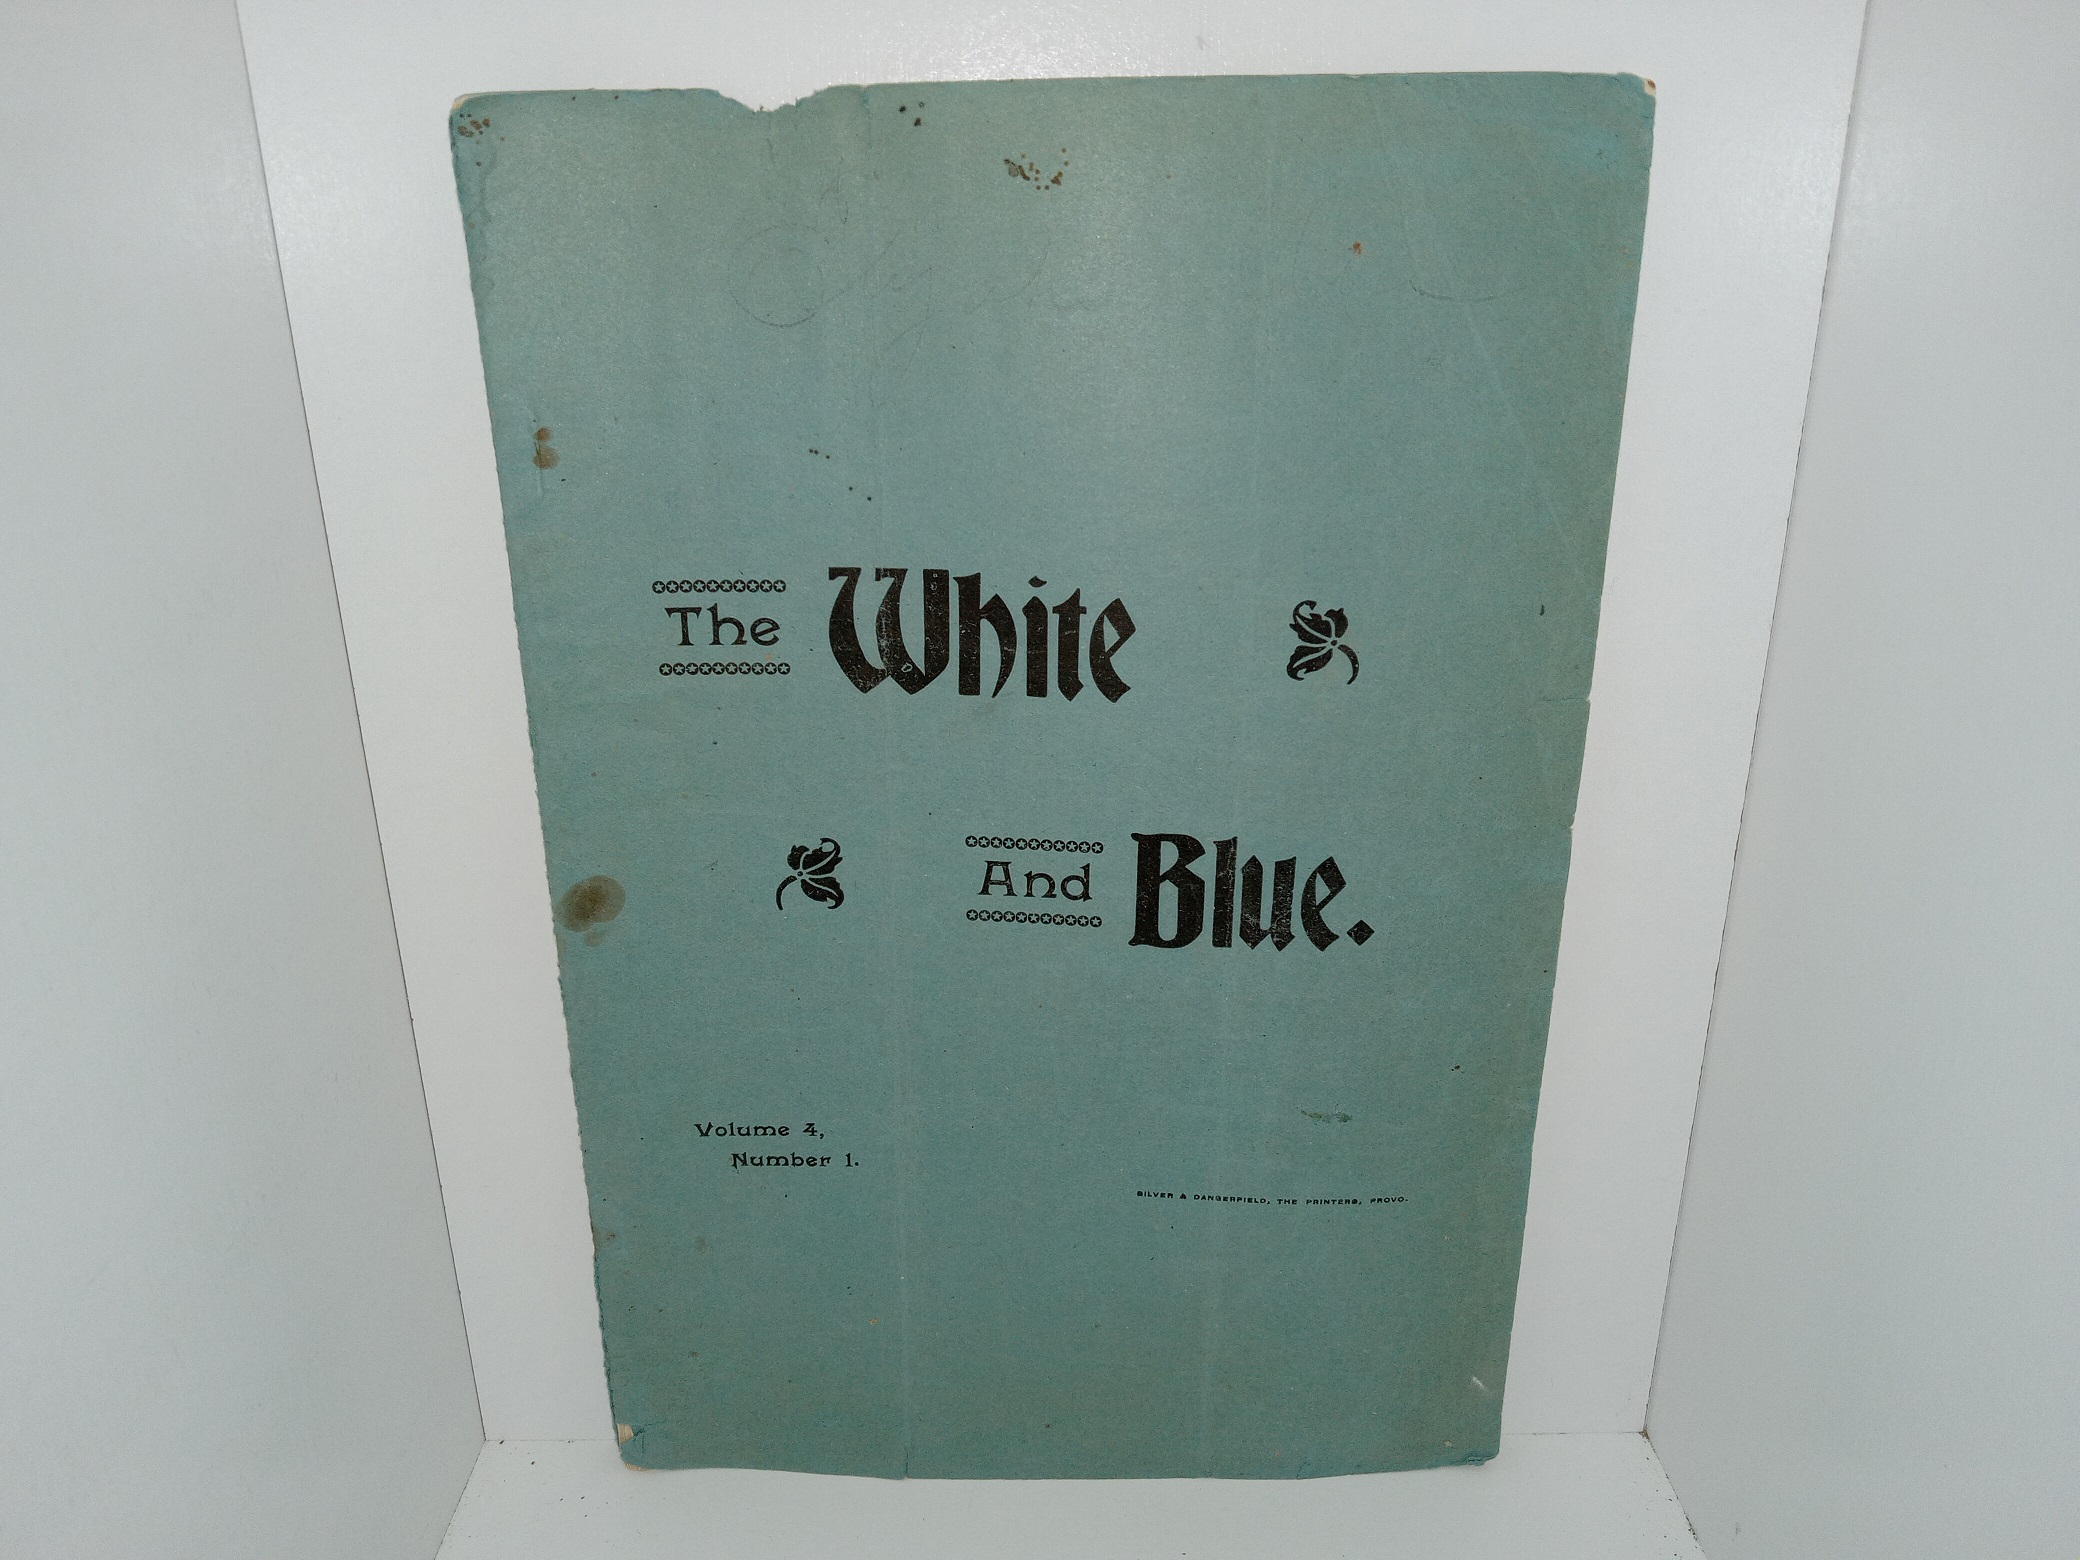 The White
And Blue.
Volume 4,
Number 1.
SILVER & DANGERFIELD, THE PRINTERS, PROVO.